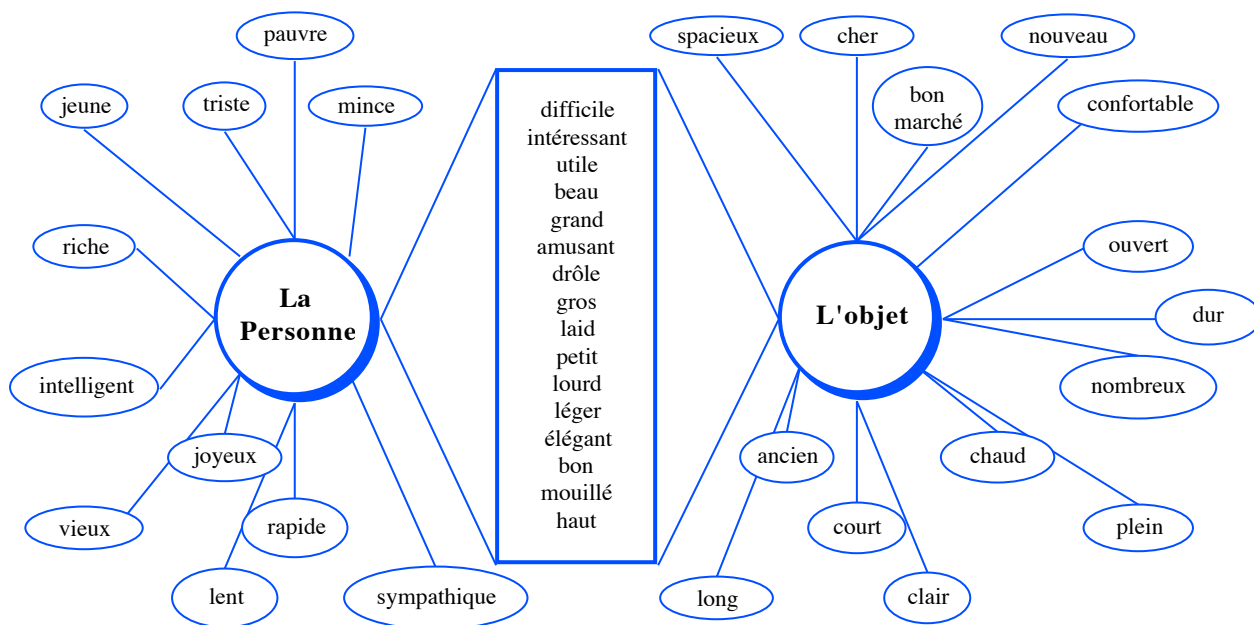 pauvre
jeune
triste
mince
riche
La
Personne
intelligent
joyeux
vieux
rapide
lent
sympathique
difficile
intéressant
utile
beau
grand
amusant
drôle
gros
laid
petit
lourd
léger
élégant
bon
mouillé
haut
spacieux
cher
nouveau
bon
marché
confortable
ouvert
L'objet
dur
nombreux
ancien
chaud
court
plein
long
clair